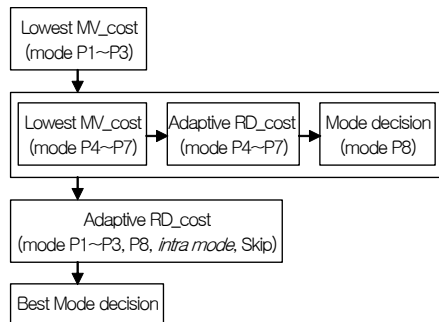 Lowest MV_cost
(mode P1~P3)
Lowest MV_cost
(mode P4~P7)
Adaptive RD_cost
(mode P4~P7)
Mode decision
(mode P8)
Adaptive RD_cost
(mode P1~P3, P8, intra mode, Skip)
Best Mode decision